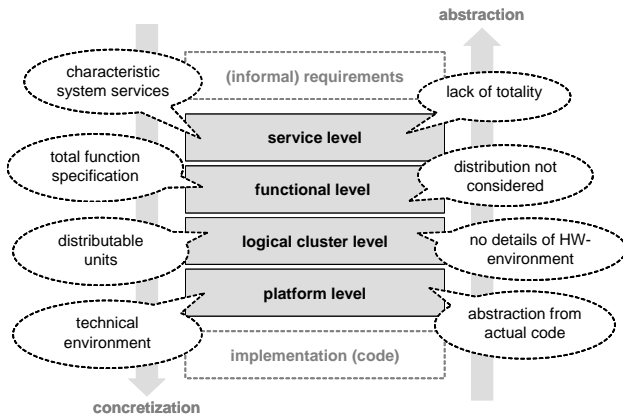 abstraction
characteristic
system services
(informal) requirements
lack of totality
service level
total function
specification
functional level
distribution not
considered
distributable
units
logical cluster level
no details of HW-
environment
platform level
technical
environment
abstraction from
actual code
implementation (code)
concretization